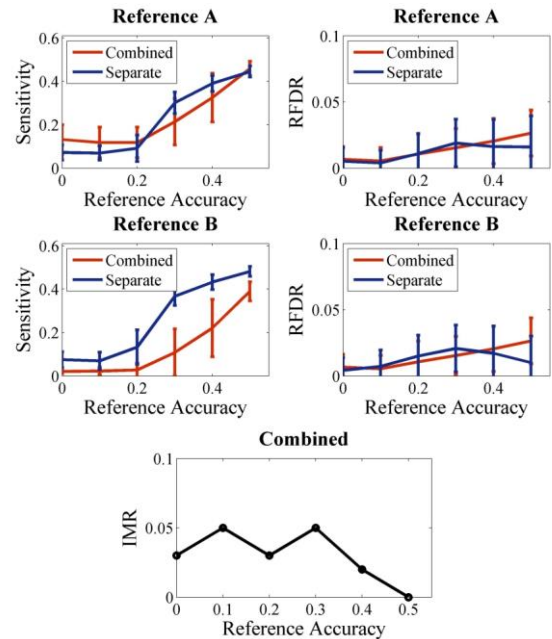 Reference A
Sensitivity
0.6
0.4
0.2
0
Combined
Separate
0 0.2 0.4
Reference Accuracy
Reference A
RFDR
0.1
0.05
0
Combined
Separate
0 0.2 0.4
Reference Accuracy
Reference B
Sensitivity
0.6
0.4
0.2
0
Combined
Separate
0 0.2 0.4
Reference Accuracy
Reference B
RFDR
0.1
0.05
0
Combined
Separate
0 0.2 0.4
Reference Accuracy
Combined
IMR
0.1
0.05
0
0 0.1 0.2 0.3 0.4 0.5
Reference Accuracy